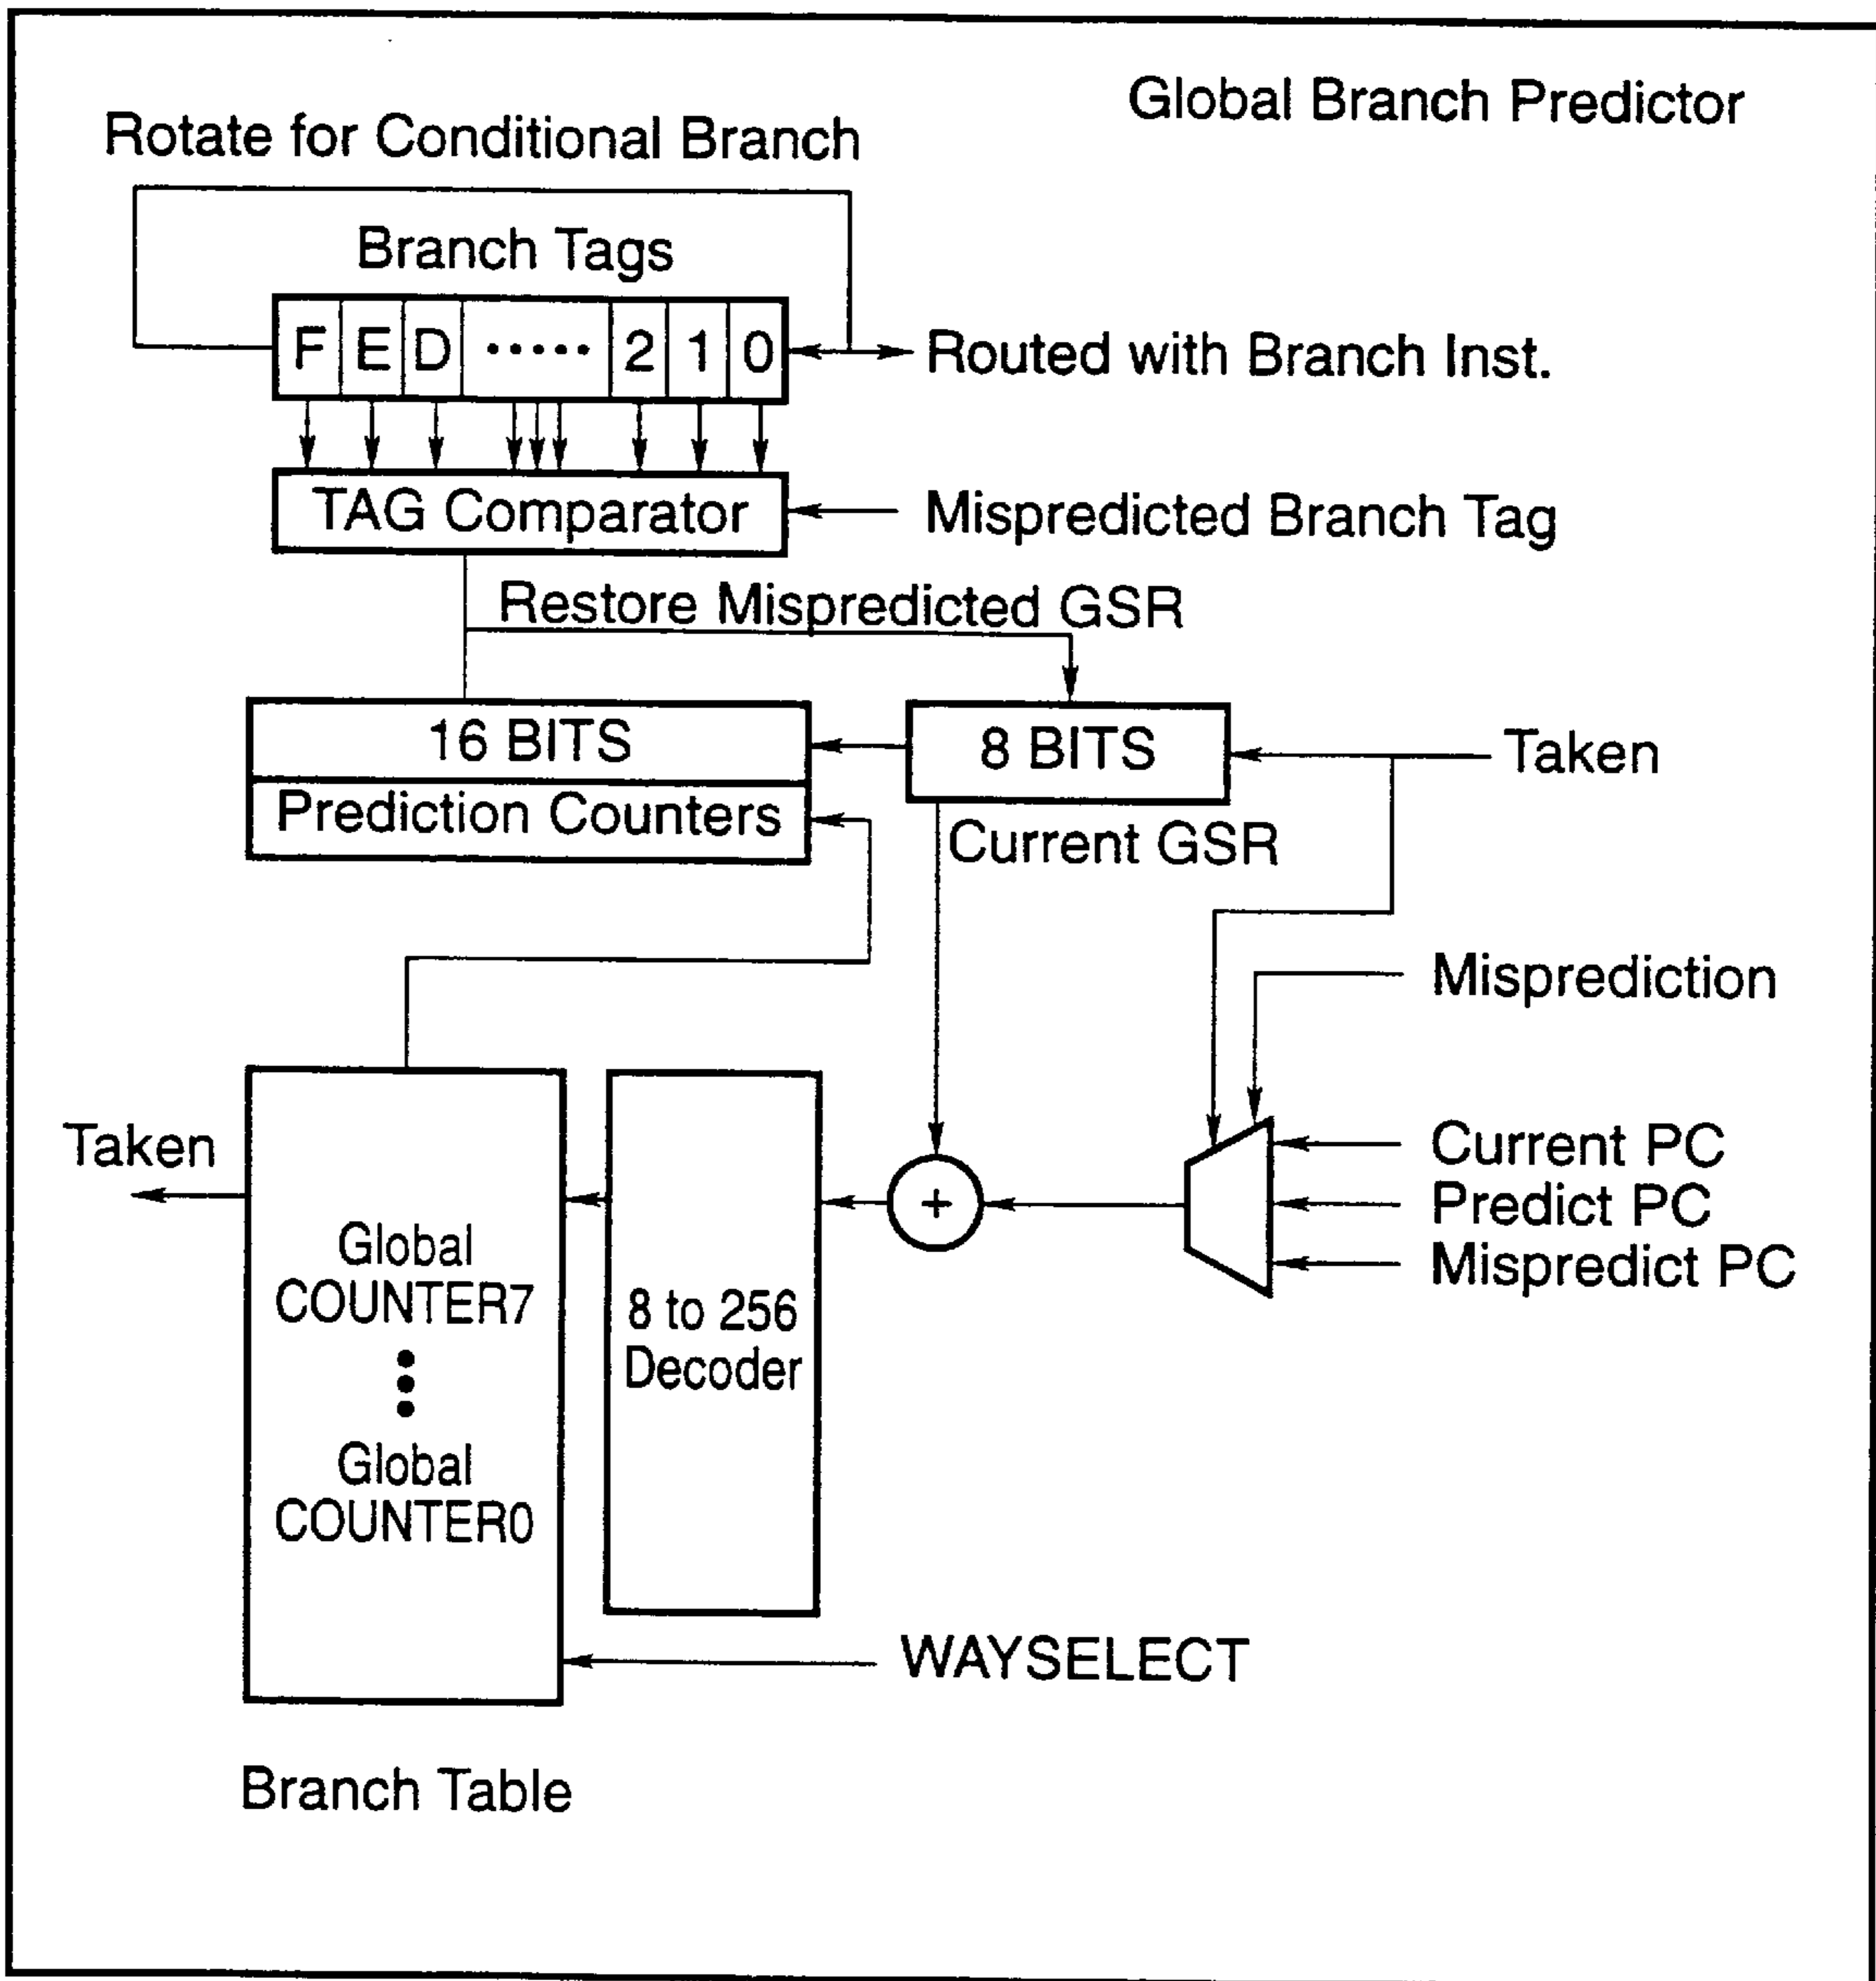 Global Branch Predictor
Rotate for Conditional Branch
Branch Tags
F E D ..... 2 1 0
Routed with Branch Inst.
TAG Comparator
Mispredicted Branch Tag
Restore Mispredicted GSR
16 BITS
8 BITS
Taken
Prediction Counters
Current GSR
Misprediction
Taken
Current PC
+
Predict PC
Mispredict PC
Global
COUNTER7
8 to 256
Decoder
Global
COUNTER0
WAYSELECT
Branch Table